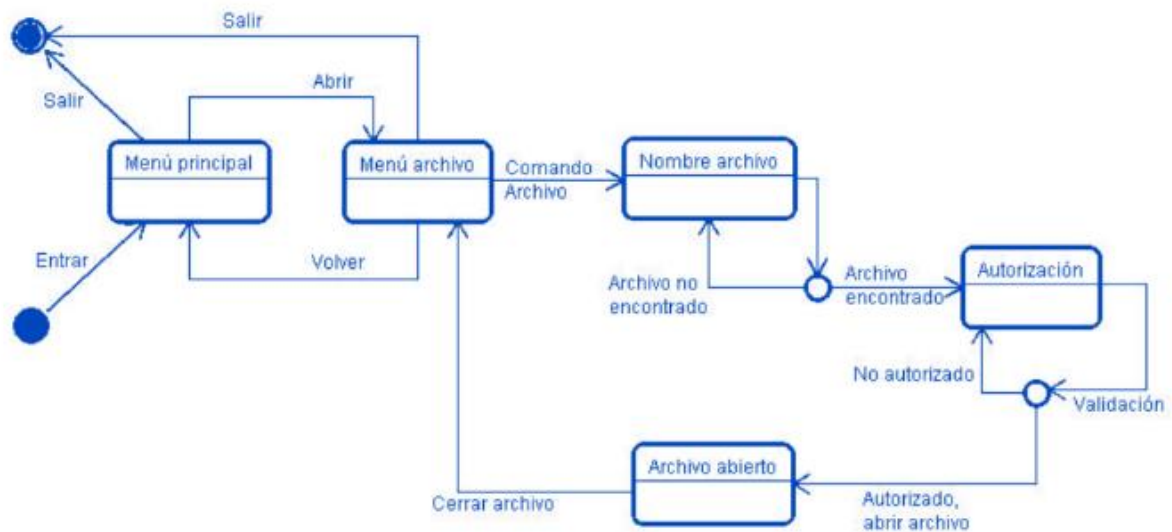 Salir
Salir
Abrir
Menú principal
Menú archivo
Comando
Archivo
Nombre archivo
Entrar
Volver
Archivo no
encontrado
Archivo
encontrado
Autorización
No autorizado
Validación
Archivo abierto
Cerrar archivo
Autorizado,
abrir archivo